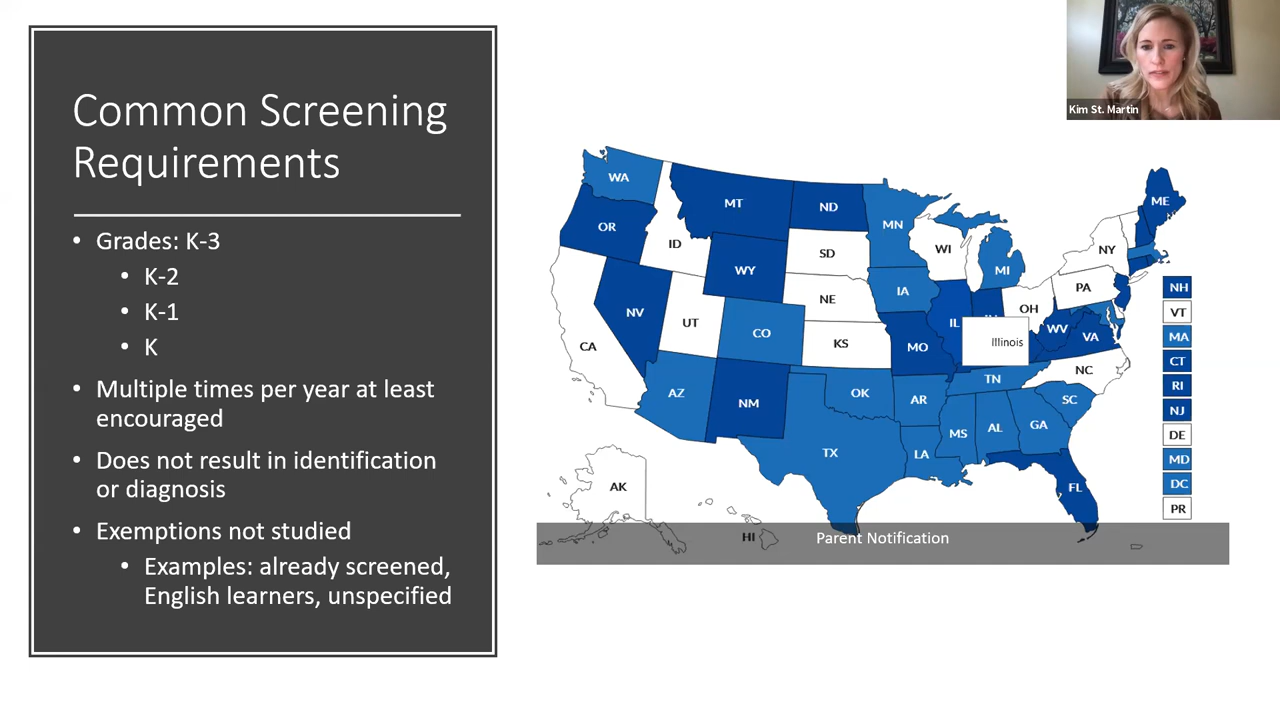 Common Screening
Requirements
• Grades: K-3
• K-2
• K-1
• K
• Multiple times per year at least
encouraged
• Does not result in identification
or diagnosis
• Exemptions not studied
• Examples: already screened,
English learners, unspecified
Kim St. Martin
WA
MT
ND
MN
ME
OR
ID
SD
WI
NY
MI
WY
NE
IA
PA
NH
NV
UT
CO
KS
MO
IL
OH
WV
VA
VT
MA
CT
RI
NJ
DE
MD
DC
PR
Illinois
CA
AZ
NM
OK
AR
TN
NC
SC
MS
AL
GA
TX
LA
FL
AK
HI
Parent Notification